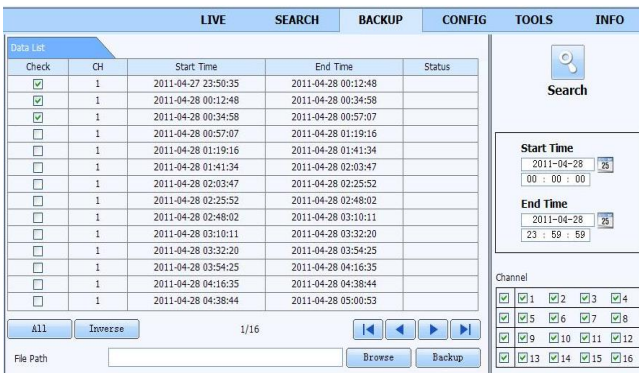 LIVE SEARCH BACKUP CONFIG TOOLS INFO
Data List
Check CH Start Time End Time Status
1 2011-04-27 23:50:35 2011-04-28 00:12:48
1 2011-04-28 00:12:48 2011-04-28 00:34:58
1 2011-04-28 00:34:58 2011-04-28 00:57:07
1 2011-04-28 00:57:07 2011-04-28 01:19:16
1 2011-04-28 01:19:16 2011-04-28 01:41:34
1 2011-04-28 01:41:34 2011-04-28 02:03:47
1 2011-04-28 02:03:47 2011-04-28 02:25:52
1 2011-04-28 02:25:52 2011-04-28 02:48:02
1 2011-04-28 02:48:02 2011-04-28 03:10:11
1 2011-04-28 03:10:11 2011-04-28 03:32:20
1 2011-04-28 03:32:20 2011-04-28 03:54:25
1 2011-04-28 03:54:25 2011-04-28 04:16:35
1 2011-04-28 04:16:35 2011-04-28 04:38:44
1 2011-04-28 04:38:44 2011-04-28 05:00:53
All Inverse 1/16
File Path Browse Backup
Search
Start Time
2011-04-28 25
00 : 00 : 00
End Time
2011-04-28 25
23 : 59 : 59
Channel
1 2 3 4
5 6 7 8
9 10 11 12
13 14 15 16